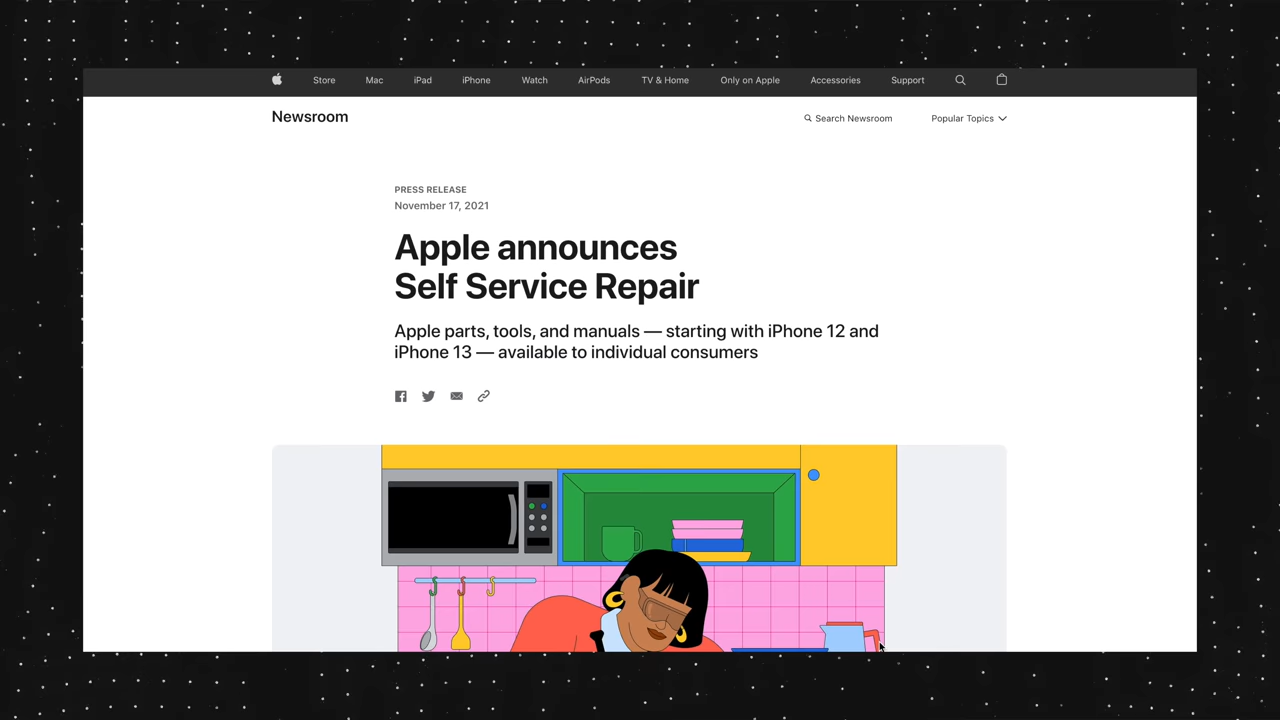 Store Mac iPad iPhone Watch AirPods TV & Home Only on Apple Accessories Support
Newsroom
Search Newsroom Popular Topics
PRESS RELEASE
November 17, 2021
Apple announces
Self Service Repair
Apple parts, tools, and manuals — starting with iPhone 12 and
iPhone 13 — available to individual consumers